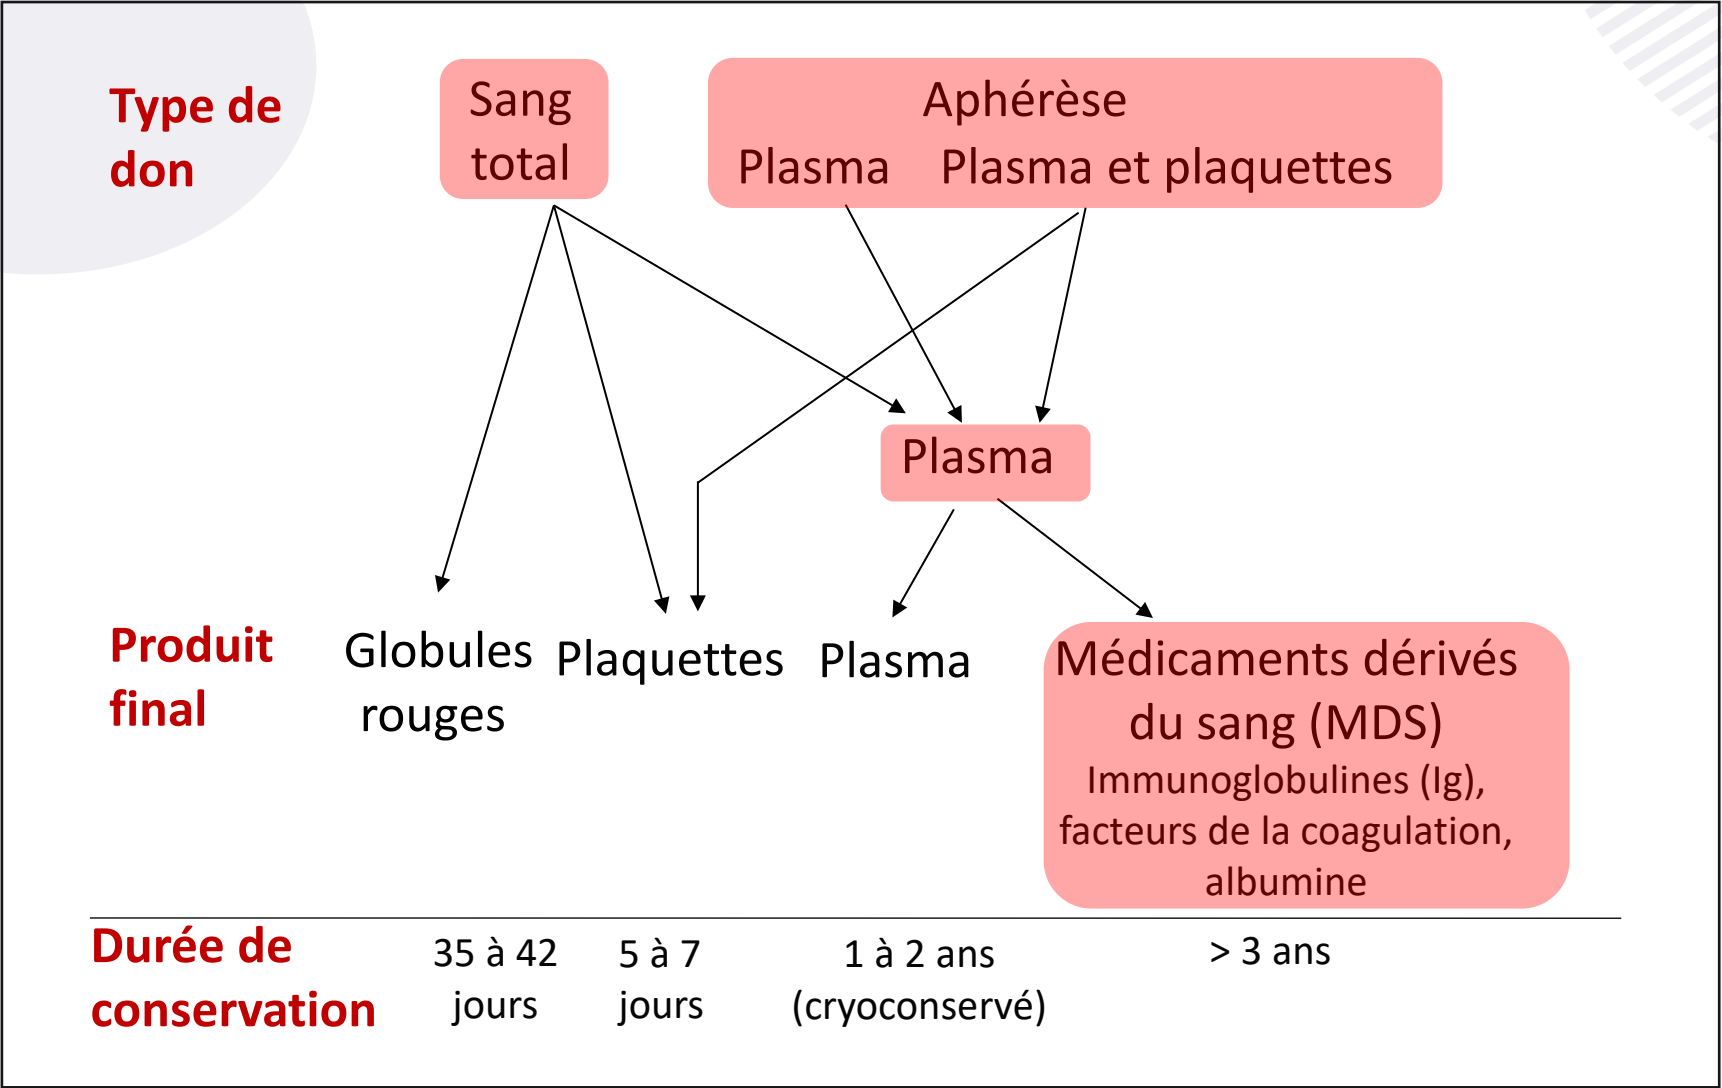 Type de
don
Sang
total
Aphérèse
Plasma Plasma et plaquettes
Plasma
Produit
final
Globules
rouges
Plaquettes
Plasma
Médicaments dérivés
du sang (MDS)
Immunoglobulines (Ig),
facteurs de la coagulation,
albumine
Durée de
conservation
35 à 42
jours
5 à 7
jours
1 à 2 ans
(cryoconservé)
> 3 ans